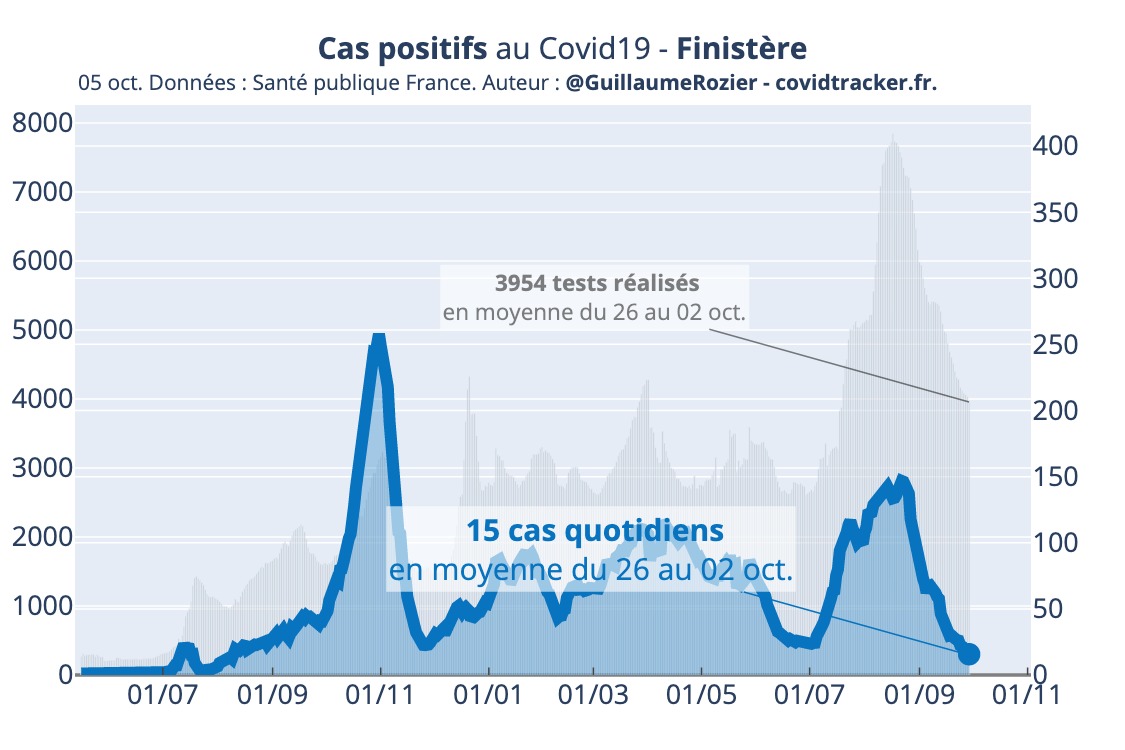 Cas positifs au Covid19 - Finistère
05 oct. Données : Santé publique France. Auteur : @GuillaumeRozier - covidtracker.fr.
8000
7000
6000
5000
4000
3000
2000
1000
0
400
350
300
250
200
150
100
50
0
3954 tests réalisés
en moyenne du 26 au 02 oct.
15 cas quotidiens
en moyenne du 26 au 02 oct.
01/07 01/09 01/11 01/01 01/03 01/05 01/07 01/09 01/11